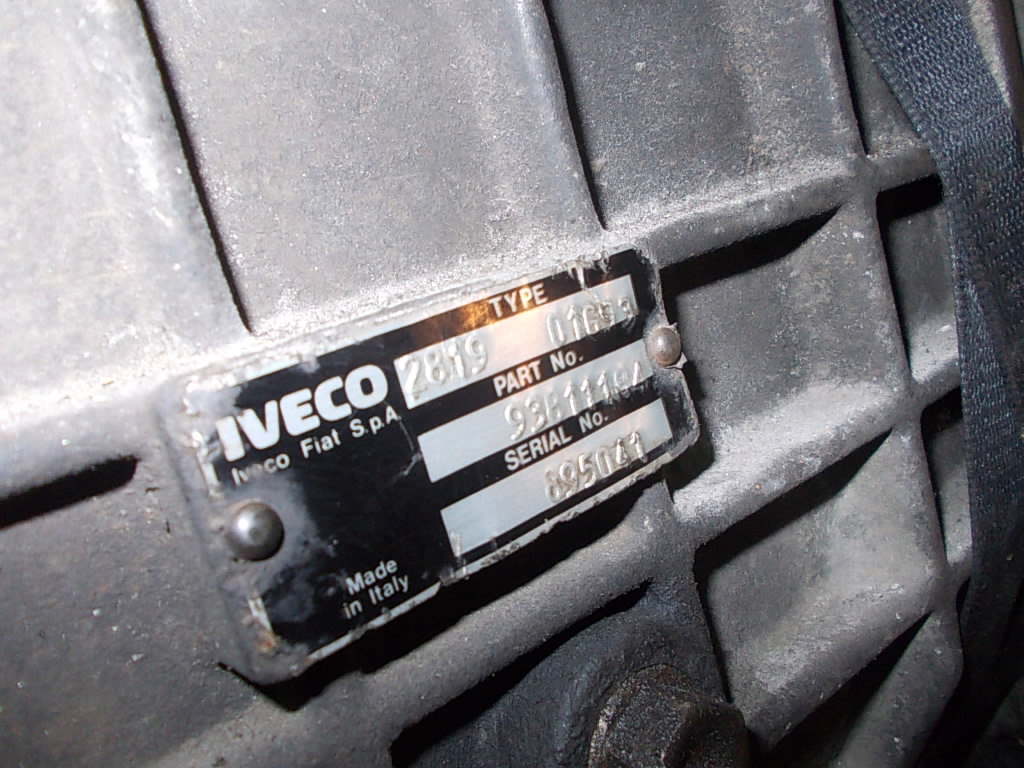 TYPE
2819
PART No.
IVECO
Iveco Fiat S.p.A.
SERIAL No.
895041
Made
in Italy